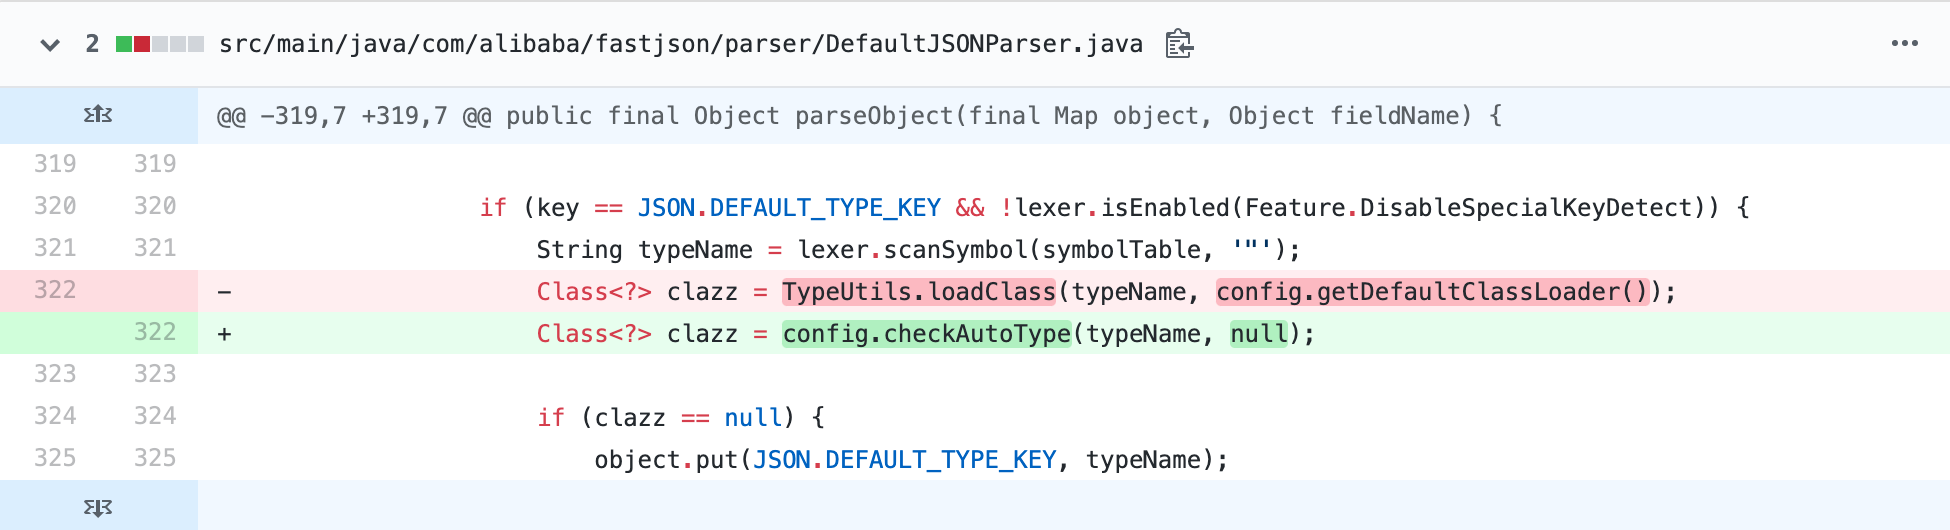 2 src/main/java/com/alibaba/fastjson/parser/DefaultJSONParser.java
@@ -319,7 +319,7 @@ public final Object parseObject(final Map object, Object fieldName) {
319 319
320 320 if (key == JSON.DEFAULT_TYPE_KEY && !lexer.isEnabled(Feature.DisableSpecialKeyDetect)) {
321 321 String typeName = lexer.scanSymbol(symbolTable, '"');
322 - Class<?> clazz = TypeUtils.loadClass(typeName, config.getDefaultClassLoader());
322 + Class<?> clazz = config.checkAutoType(typeName, null);
323 323
324 324 if (clazz == null) {
325 325 object.put(JSON.DEFAULT_TYPE_KEY, typeName);